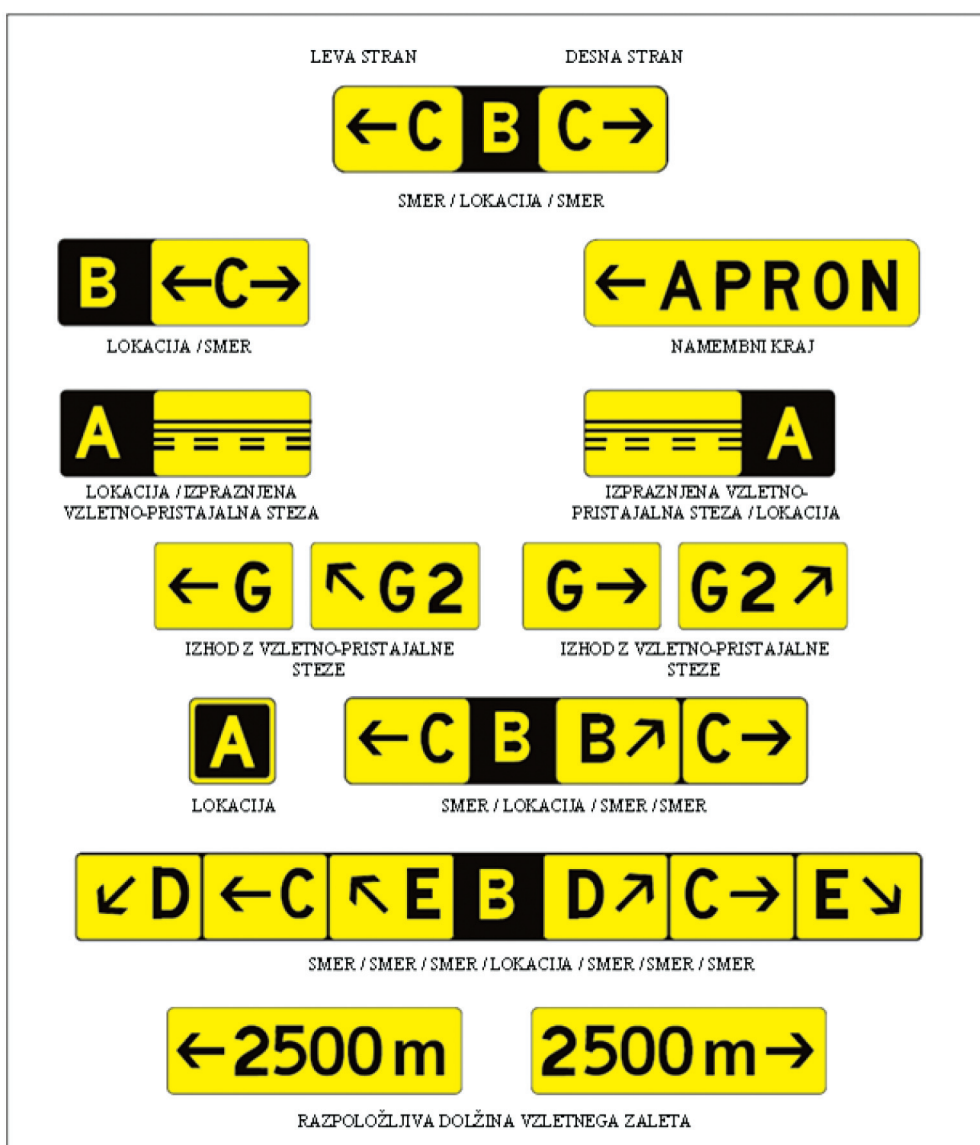 LEVA STRAN DESNA STRAN
←C B C→
SMER / LOKACIJA / SMER
B ←C→
LOKACIJA / SMER
← APRON
NAMEMBNI KRAJ
A
LOKACIJA / IZPRAZNJENA
VZLETNO-PRISTAJALNA STEZA
A
IZPRAZNJENA VZLETNO-
PRISTAJALNA STEZA / LOKACIJA
←G ↖G2
IZHOD Z VZLETNO-PRISTAJALNE
STEZE
G→ G2↗
IZHOD Z VZLETNO-PRISTAJALNE
STEZE
A
LOKACIJA
←C B B↗ C→
SMER / LOKACIJA / SMER / SMER
↙D ←C ↖E B D↗ C→ E↘
SMER / SMER / SMER / LOKACIJA / SMER / SMER / SMER
←2500m 2500m→
RAZPOLOŽLJIVA DOLŽINA VZLETNEGA ZALETA